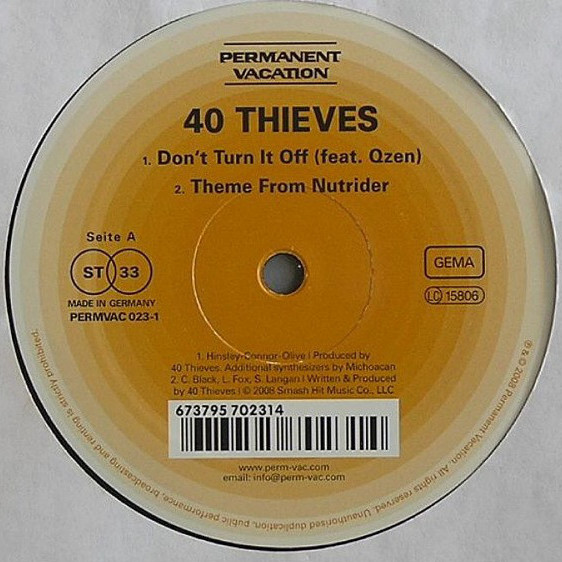 PERMANENT
VACATION
40 THIEVES
1. Don't Turn It Off (feat. Qzen)
2. Theme From Nutrider
Seite A
ST 33
MADE IN GERMANY
PERMVAC 023-1
GEMA
LC 15806
1. Hinsley-Connor-Olive | Produced by
40 Thieves. Additional synthesizers by Michoacan
2. C. Black, L. Fox, S. Langan | Written & Produced
by 40 Thieves | © 2008 Smash Hit Music Co., LLC
673795 702314
www.perm-vac.com
email: info@perm-vac.com
℗ & © 2008 Permanent Vacation. All rights reserved. Unauthorised duplication, public performance, broadcasting and renting is strictly prohibited.